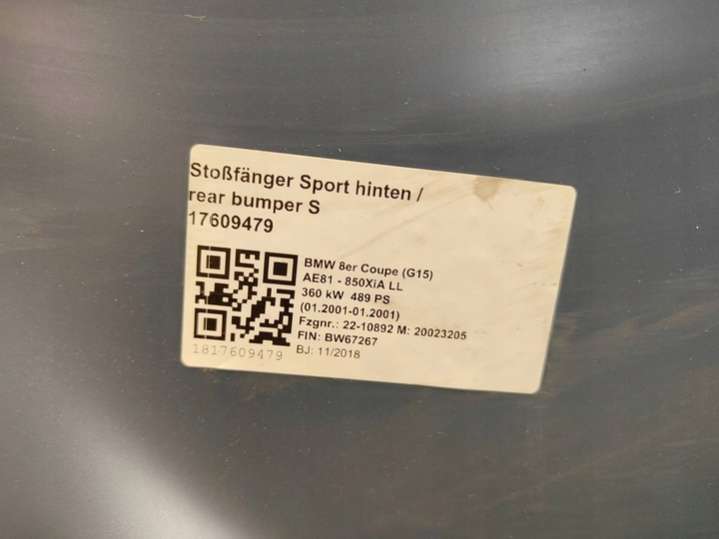 Stoßfänger Sport hinten /
rear bumper S
17609479
BMW 8er Coupe (G15)
AE81 - 850XiA LL
360 kW 489 PS
(01.2001-01.2001)
Fzgnr.: 22-10892 M: 20023205
FIN: BW67267
BJ: 11/2018
1817609479